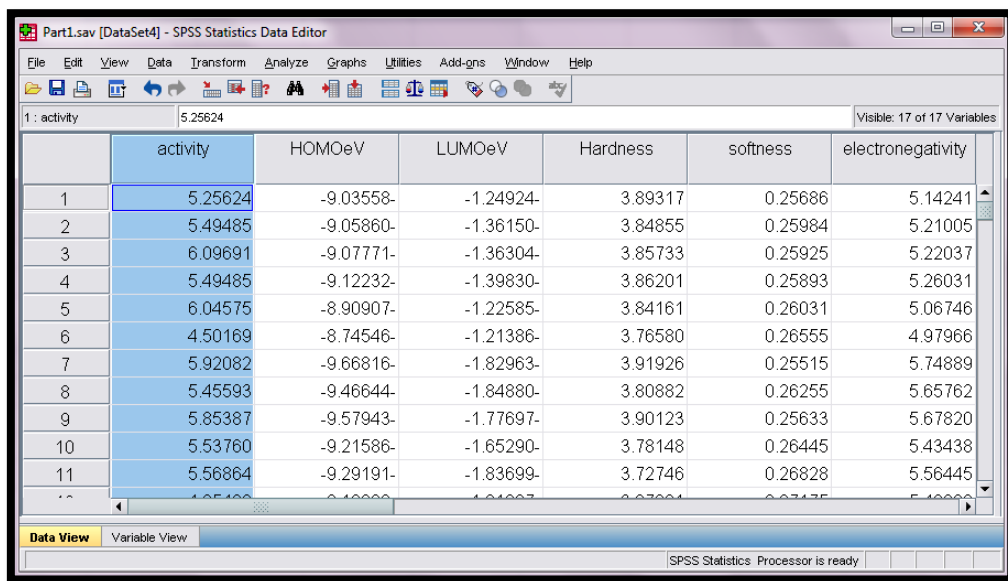 Part1.sav [DataSet4] - SPSS Statistics Data Editor
File Edit View Data Transform Analyze Graphs Utilities Add-ons Window Help
1 : activity 5.25624 Visible: 17 of 17 Variables
activity HOMOeV LUMOeV Hardness softness electronegativity
1 5.25624 -9.03558- -1.24924- 3.89317 0.25686 5.14241
2 5.49485 -9.05860- -1.36150- 3.84855 0.25984 5.21005
3 6.09691 -9.07771- -1.36304- 3.85733 0.25925 5.22037
4 5.49485 -9.12232- -1.39830- 3.86201 0.25893 5.26031
5 6.04575 -8.90907- -1.22585- 3.84161 0.26031 5.06746
6 4.50169 -8.74546- -1.21386- 3.76580 0.26555 4.97966
7 5.92082 -9.66816- -1.82963- 3.91926 0.25515 5.74889
8 5.45593 -9.46644- -1.84880- 3.80882 0.26255 5.65762
9 5.85387 -9.57943- -1.77697- 3.90123 0.25633 5.67820
10 5.53760 -9.21586- -1.65290- 3.78148 0.26445 5.43438
11 5.56864 -9.29191- -1.83699- 3.72746 0.26828 5.56445
Data View Variable View
SPSS Statistics Processor is ready